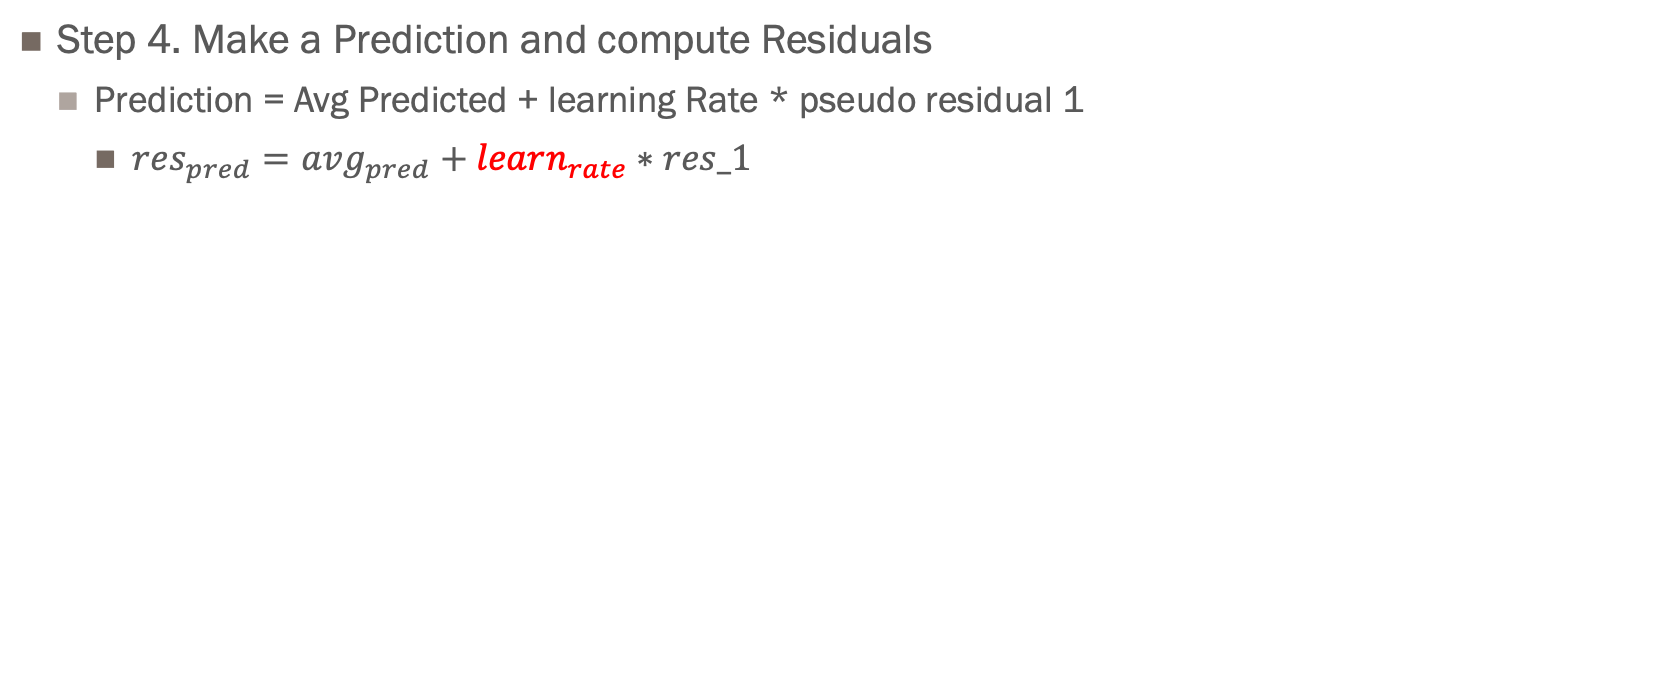 Step 4. Make a Prediction and compute Residuals
Prediction = Avg Predicted + learning Rate * pseudo residual 1
res_pred = avg_pred + learn_rate * res_1